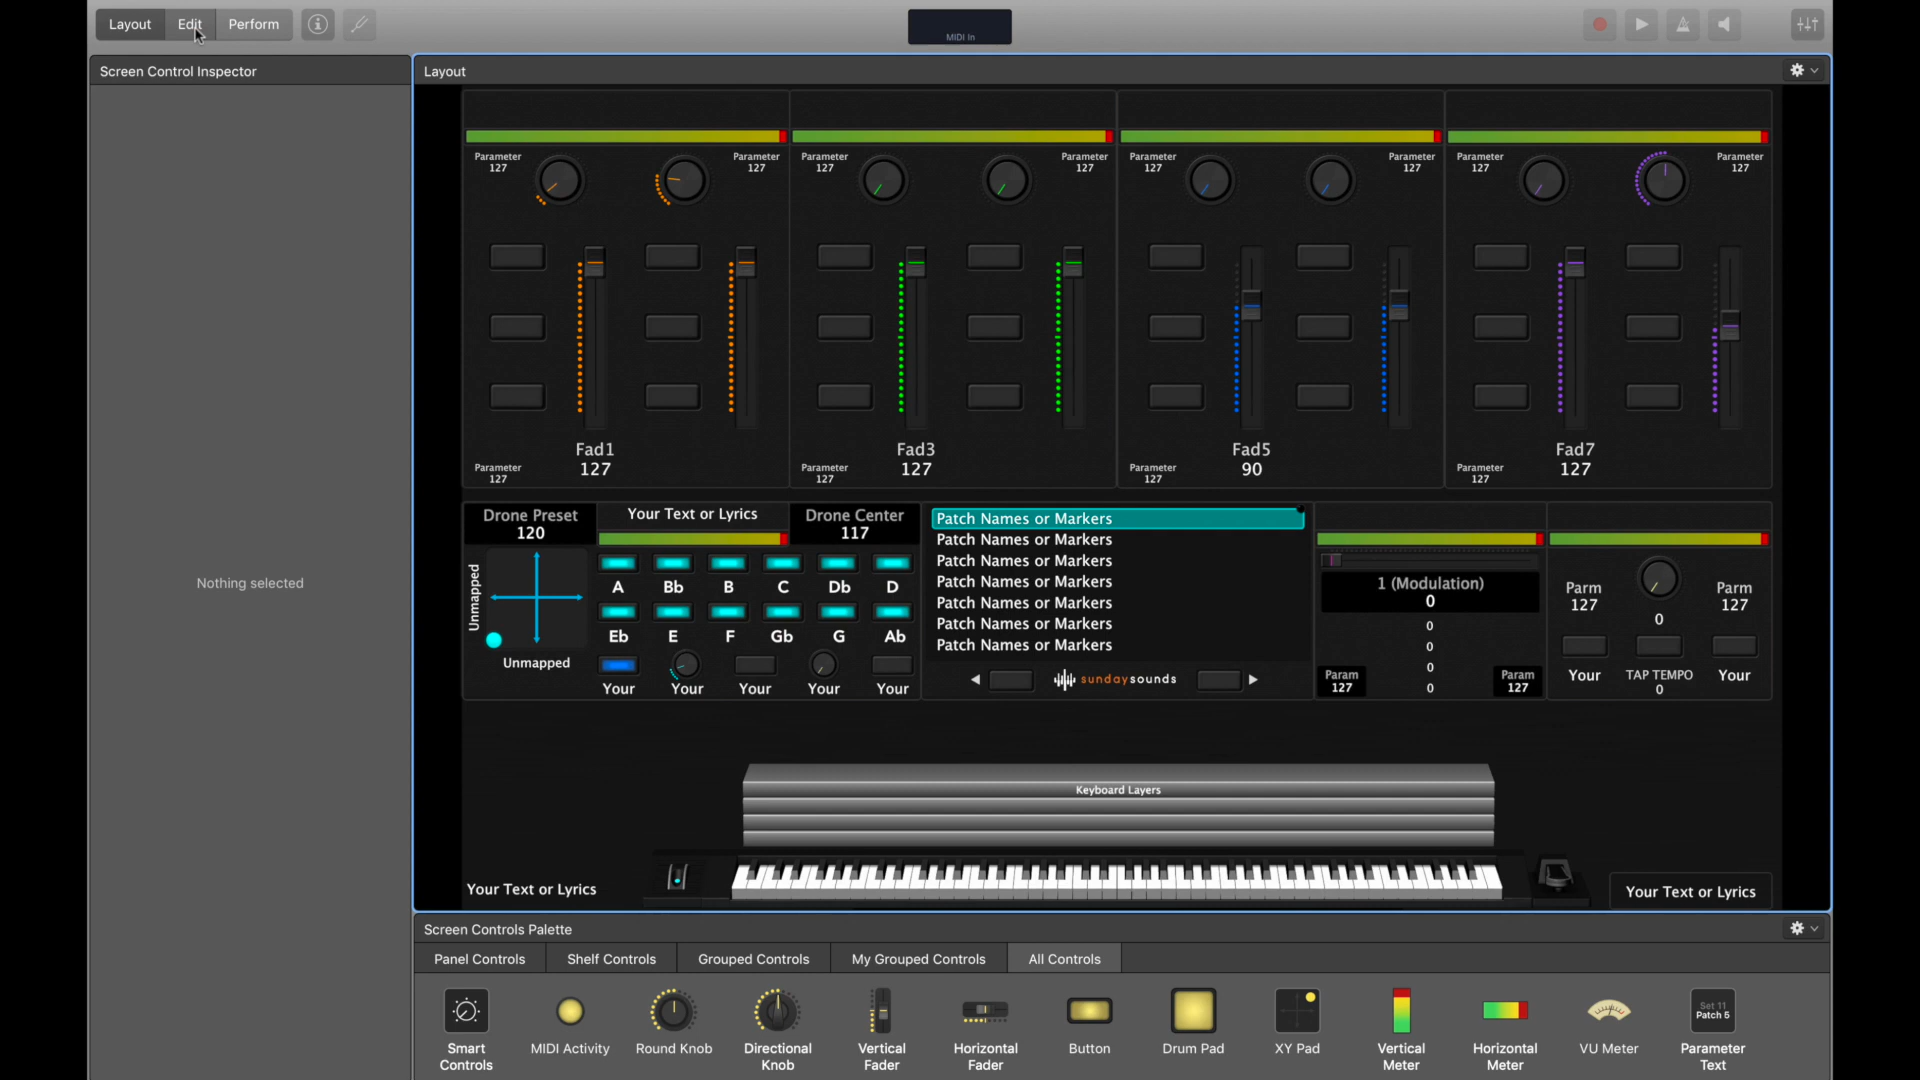 Layout Edit Perform
MIDI In
Screen Control Inspector
Layout
Parameter 127 Parameter 127 Parameter 127 Parameter 127 Parameter 127 Parameter 127 Parameter 127 Parameter 127
Fad1 127 Fad3 127 Fad5 90 Fad7 127
Parameter 127 Parameter 127 Parameter 127 Parameter 127
Drone Preset 120
Your Text or Lyrics
Drone Center 117
Unmapped
Unmapped
A Bb B C Db D
Eb E F Gb G Ab
Your Your Your Your Your
Patch Names or Markers
Patch Names or Markers
Patch Names or Markers
Patch Names or Markers
Patch Names or Markers
Patch Names or Markers
Patch Names or Markers
sundaysounds
1 (Modulation)
0
0
0
0
0
Param 127
Param 127
Parm 127
0
Parm 127
Your
TAP TEMPO
0
Your
Nothing selected
Keyboard Layers
Your Text or Lyrics
Your Text or Lyrics
Screen Controls Palette
Panel Controls Shelf Controls Grouped Controls My Grouped Controls All Controls
Set 11
Patch 5
Smart Controls
MIDI Activity
Round Knob
Directional Knob
Vertical Fader
Horizontal Fader
Button
Drum Pad
XY Pad
Vertical Meter
Horizontal Meter
VU Meter
Parameter Text